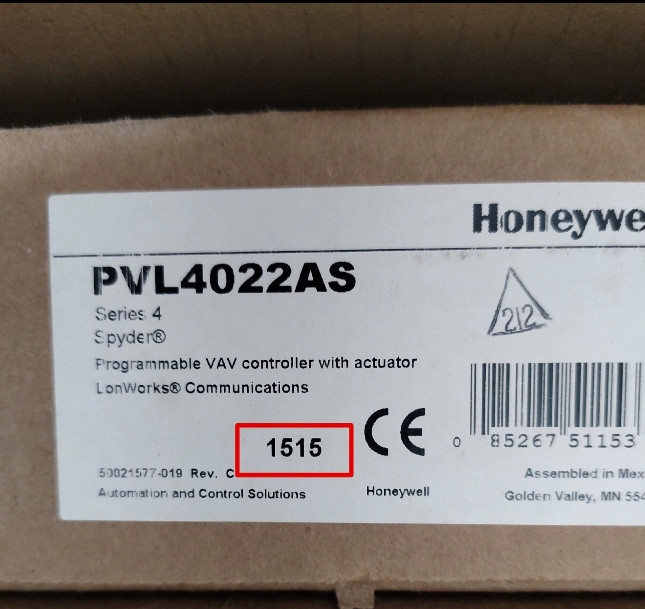 Honeywe
PVL4022AS
Series 4
Spyder®
212
Programmable VAV controller with actuator
LonWorks® Communications
1515
CE
0 85267 51153
50021577-019 Rev. C
Assembled in Mex
Automation and Control Solutions
Honeywell
Golden Valley, MN 554